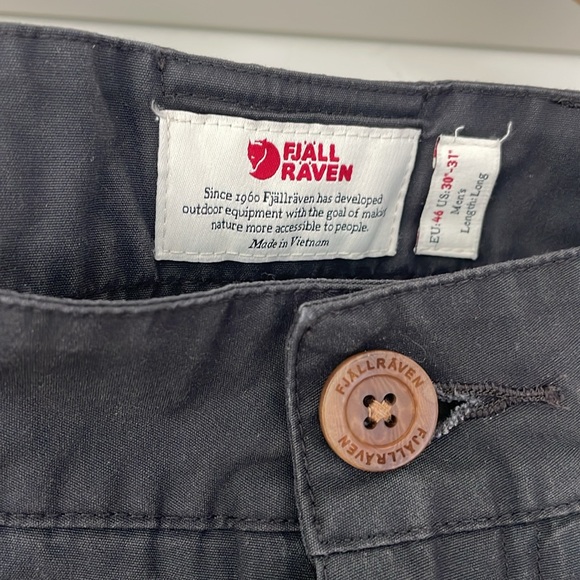 FJÄLL
RÄVEN
Since 1960 Fjällräven has developed
outdoor equipment with the goal of making
nature more accessible to people.
Made in Vietnam
EU:46 US:30"-31"
Men's
Length:Long
FJÄLLRÄVEN
FJÄLLRÄVEN